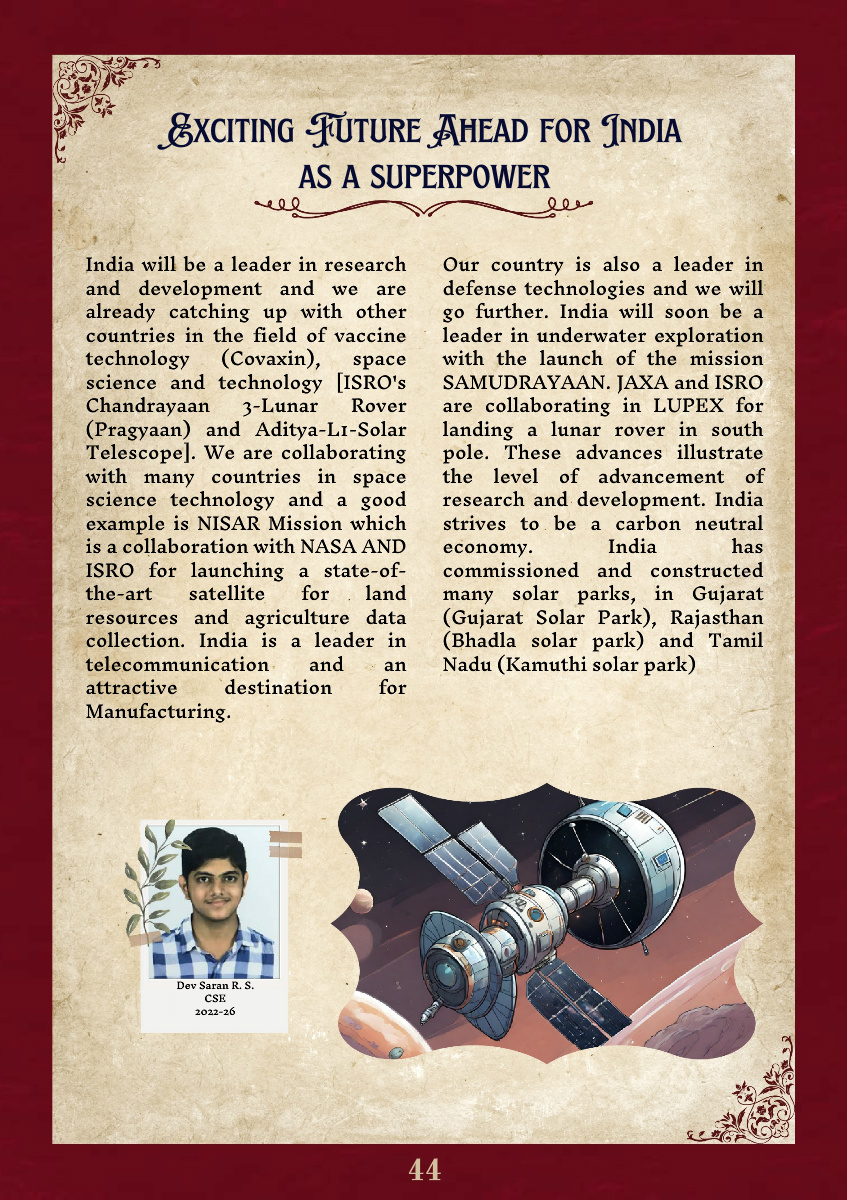 Exciting Future Ahead for India
as a superpower
India will be a leader in research
and development and we are
already catching up with other
countries in the field of vaccine
technology (Covaxin), space
science and technology [ISRO's
Chandrayaan 3-Lunar Rover
(Pragyaan) and Aditya-L1-Solar
Telescope]. We are collaborating
with many countries in space
science technology and a good
example is NISAR Mission which
is a collaboration with NASA AND
ISRO for launching a state-of-
the-art satellite for land
resources and agriculture data
collection. India is a leader in
telecommunication and an
attractive destination for
Manufacturing.
Our country is also a leader in
defense technologies and we will
go further. India will soon be a
leader in underwater exploration
with the launch of the mission
SAMUDRAYAAN. JAXA and ISRO
are collaborating in LUPEX for
landing a lunar rover in south
pole. These advances illustrate
the level of advancement of
research and development. India
strives to be a carbon neutral
economy. India has
commissioned and constructed
many solar parks, in Gujarat
(Gujarat Solar Park), Rajasthan
(Bhadla solar park) and Tamil
Nadu (Kamuthi solar park)
Dev Saran R. S.
CSE
2022-26
44